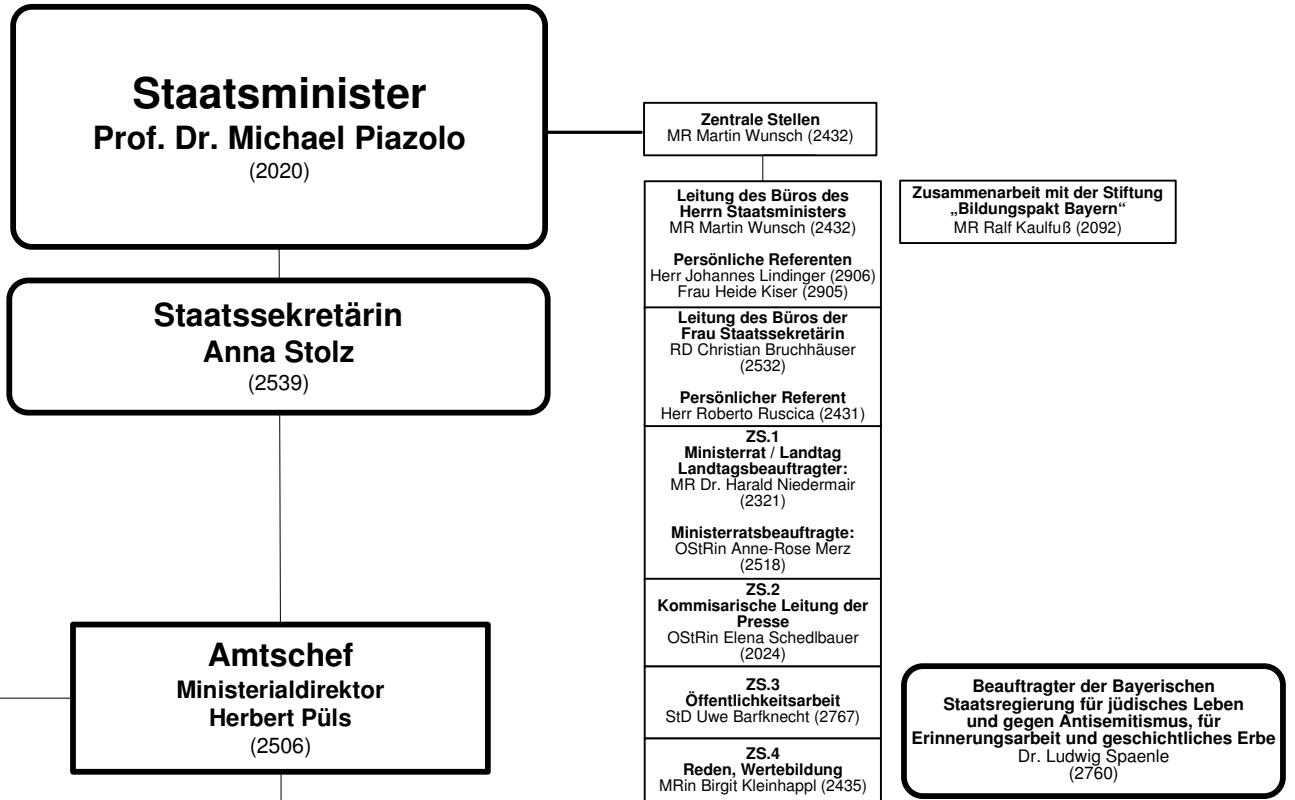 Staatsminister
Prof. Dr. Michael Piazolo
(2020)
Staatssekretärin
Anna Stolz
(2539)
Amtschef
Ministerialdirektor
Herbert Püls
(2506)
Zentrale Stellen
MR Martin Wunsch (2432)
Leitung des Büros des
Herrn Staatsministers
MR Martin Wunsch (2432)
Persönliche Referenten
Herr Johannes Lindinger (2906)
Frau Heide Kiser (2905)
Leitung des Büros der
Frau Staatssekretärin
RD Christian Bruchhäuser
(2532)
Persönlicher Referent
Herr Roberto Ruscica (2431)
ZS.1
Ministerrat / Landtag
Landtagsbeauftragter:
MR Dr. Harald Niedermair
(2321)
Ministerratsbeauftragte:
OStRin Anne-Rose Merz
(2518)
ZS.2
Kommisarische Leitung der
Presse
OStRin Elena Schedlbauer
(2024)
ZS.3
Öffentlichkeitsarbeit
StD Uwe Barfknecht (2767)
ZS.4
Reden, Wertebildung
MRin Birgit Kleinhappl (2435)
Zusammenarbeit mit der Stiftung
„Bildungspakt Bayern“
MR Ralf Kaulfuß (2092)
Beauftragter der Bayerischen
Staatsregierung für jüdisches Leben
und gegen Antisemitismus, für
Erinnerungsarbeit und geschichtliches Erbe
Dr. Ludwig Spaenle
(2760)